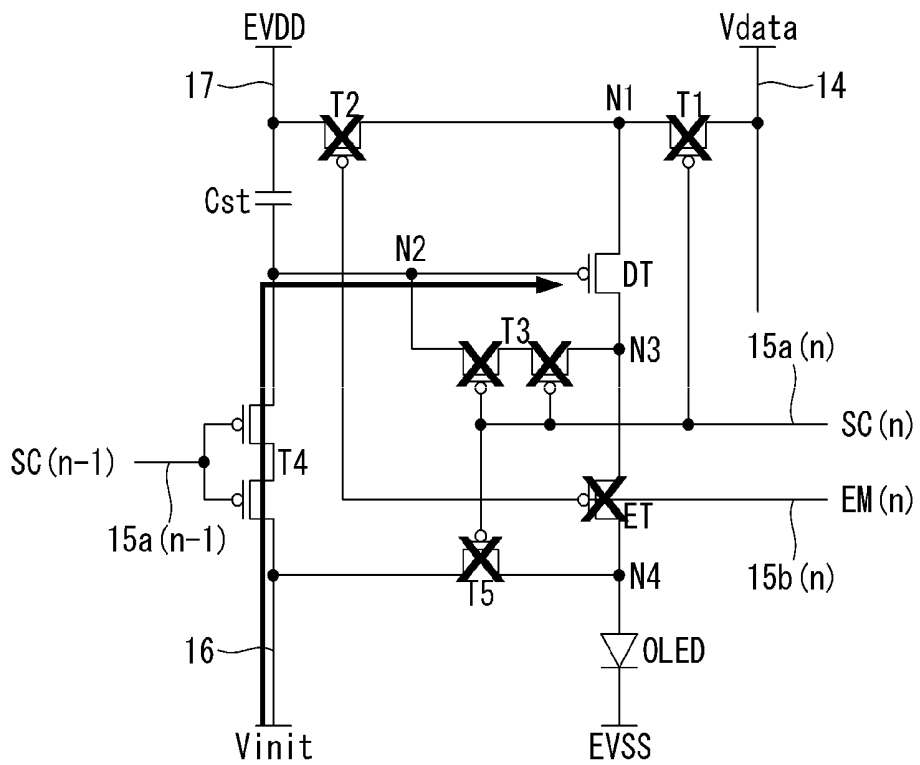 EVDD
Vdata
17
14
T2
N1
T1
Cst
N2
DT
T3
N3
15a(n)
SC(n)
SC(n-1)
T4
EM(n)
ET
15a(n-1)
15b(n)
T5
N4
16
OLED
Vinit
EVSS